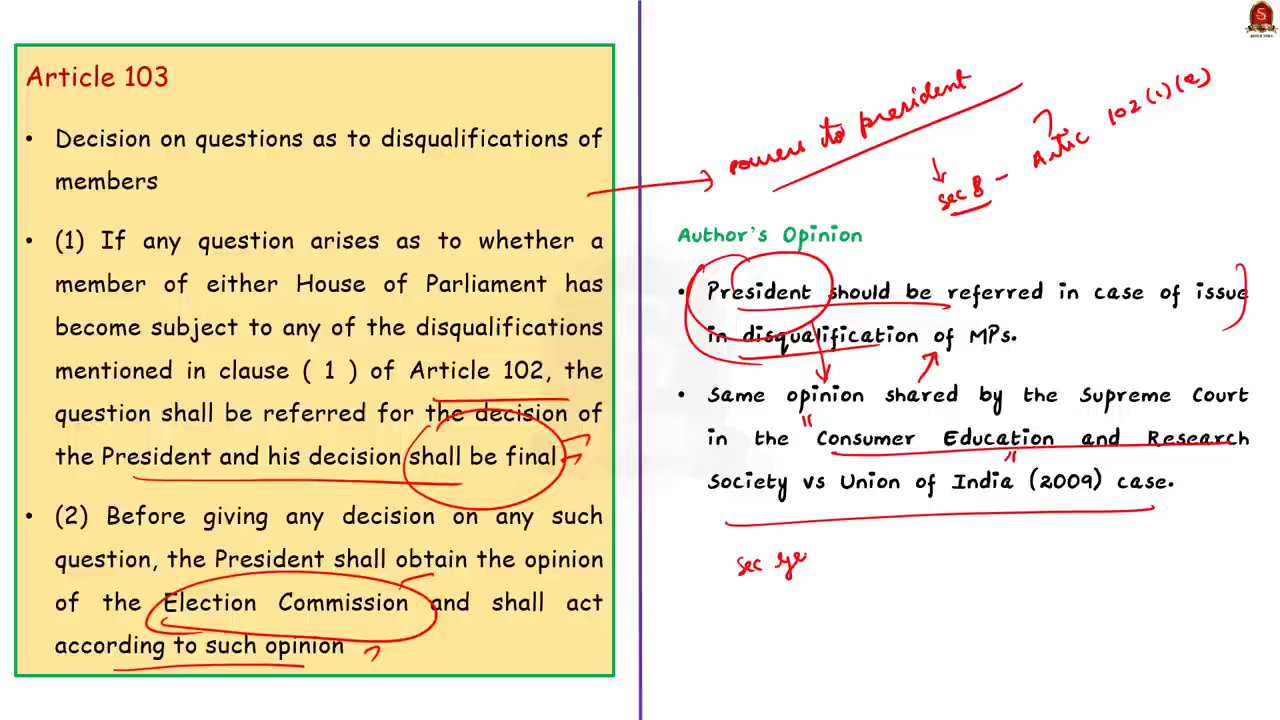 Article 103
• Decision on questions as to disqualifications of
members
• (1) If any question arises as to whether a
member of either House of Parliament has
become subject to any of the disqualifications
mentioned in clause ( 1 ) of Article 102, the
question shall be referred for the decision of
the President and his decision shall be final
• (2) Before giving any decision on any such
question, the President shall obtain the opinion
of the Election Commission and shall act
according to such opinion
powers to president
sec 8 - Artic 102(1)(e)
Author's Opinion
• President should be referred in case of issue
in disqualification of MPs.
• Same opinion shared by the Supreme Court
in the Consumer Education and Research
Society vs Union of India (2009) case.
sec